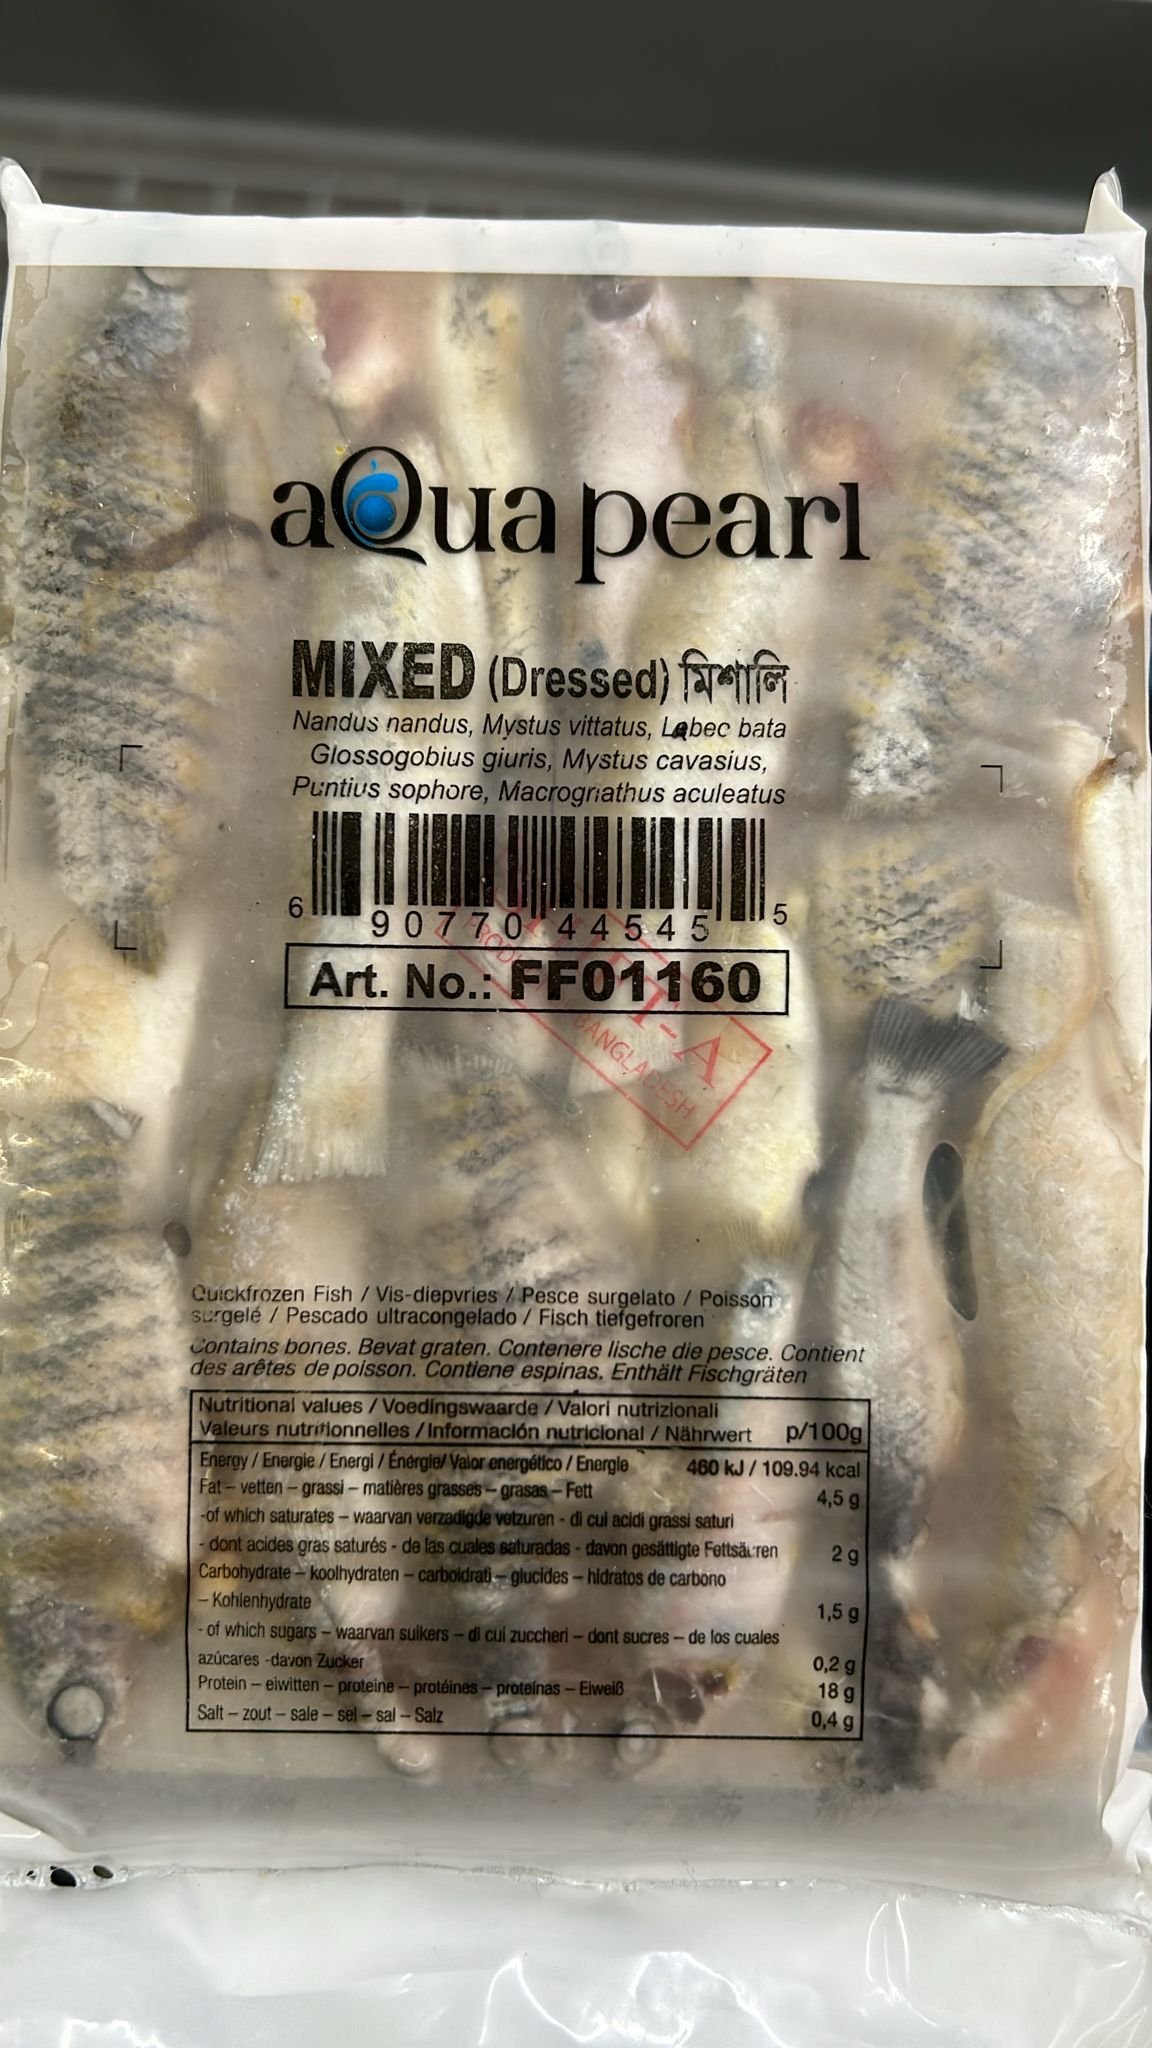 aQua pearl
MIXED (Dressed) মিশালি
Nandus nandus, Mystus vittatus, Labeo bata
Glossogobius giuris, Mystus cavasius,
Puntius sophore, Macrognathus aculeatus
6 90770 44545 5
Art. No.: FF01160
T-A
BANGLADESH
Quickfrozen Fish / Vis-diepvries / Pesce surgelato / Poisson
surgelé / Pescado ultracongelado / Fisch tiefgefroren
Contains bones. Bevat graten. Contenere lische die pesce. Contient
des arêtes de poisson. Contiene espinas. Enthält Fischgräten
Nutritional values / Voedingswaarde / Valori nutrizionali
Valeurs nutritionnelles / Información nutricional / Nährwert p/100g
Energy / Energie / Energi / Énergie/ Valor energético / Energie 460 kJ / 109.94 kcal
Fat – vetten – grassi – matières grasses – grasas – Fett 4,5 g
-of which saturates – waarvan verzadigde vetzuren - di cui acidi grassi saturi
- dont acides gras saturés - de las cuales saturadas - davon gesättigte Fettsäuren 2 g
Carbohydrate – koolhydraten – carboidrati – glucides – hidratos de carbono
– Kohlenhydrate 1,5 g
- of which sugars – waarvan suikers – di cui zuccheri – dont sucres – de los cuales
azúcares -davon Zucker 0,2 g
Protein – eiwitten – proteine – protéines – proteínas – Eiweiß 18 g
Salt – zout – sale – sel – sal – Salz 0,4 g